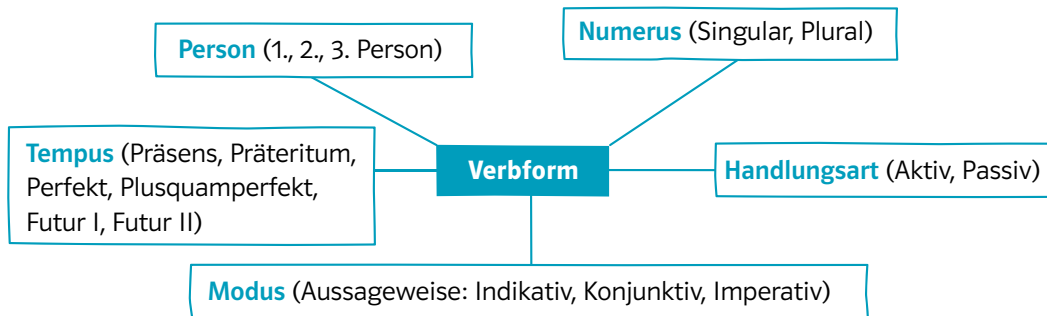 Person (1., 2., 3. Person)
Numerus (Singular, Plural)
Tempus (Präsens, Präteritum,
Perfekt, Plusquamperfekt,
Futur I, Futur II)
Verbform
Handlungsart (Aktiv, Passiv)
Modus (Aussageweise: Indikativ, Konjunktiv, Imperativ)